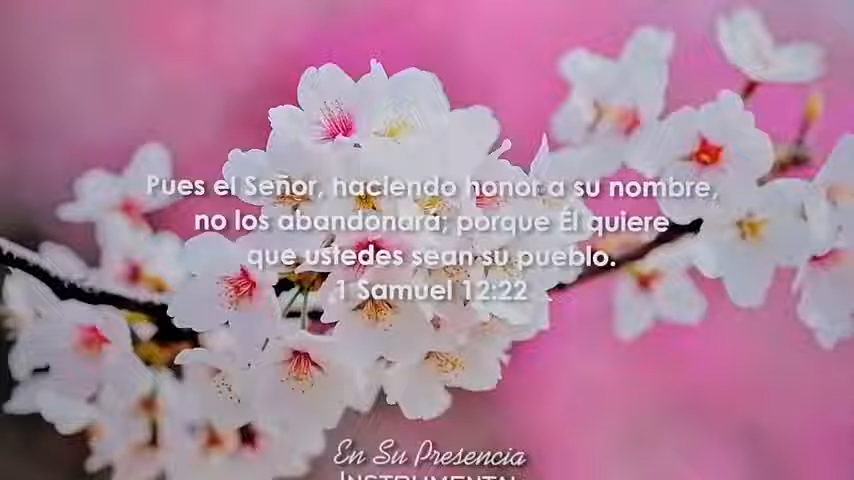 Pues el Señor, haciendo honor a su nombre,
no los abandonará; porque Él quiere
que ustedes sean su pueblo.
1 Samuel 12:22
En Su Presencia
INSTRUMENTAL